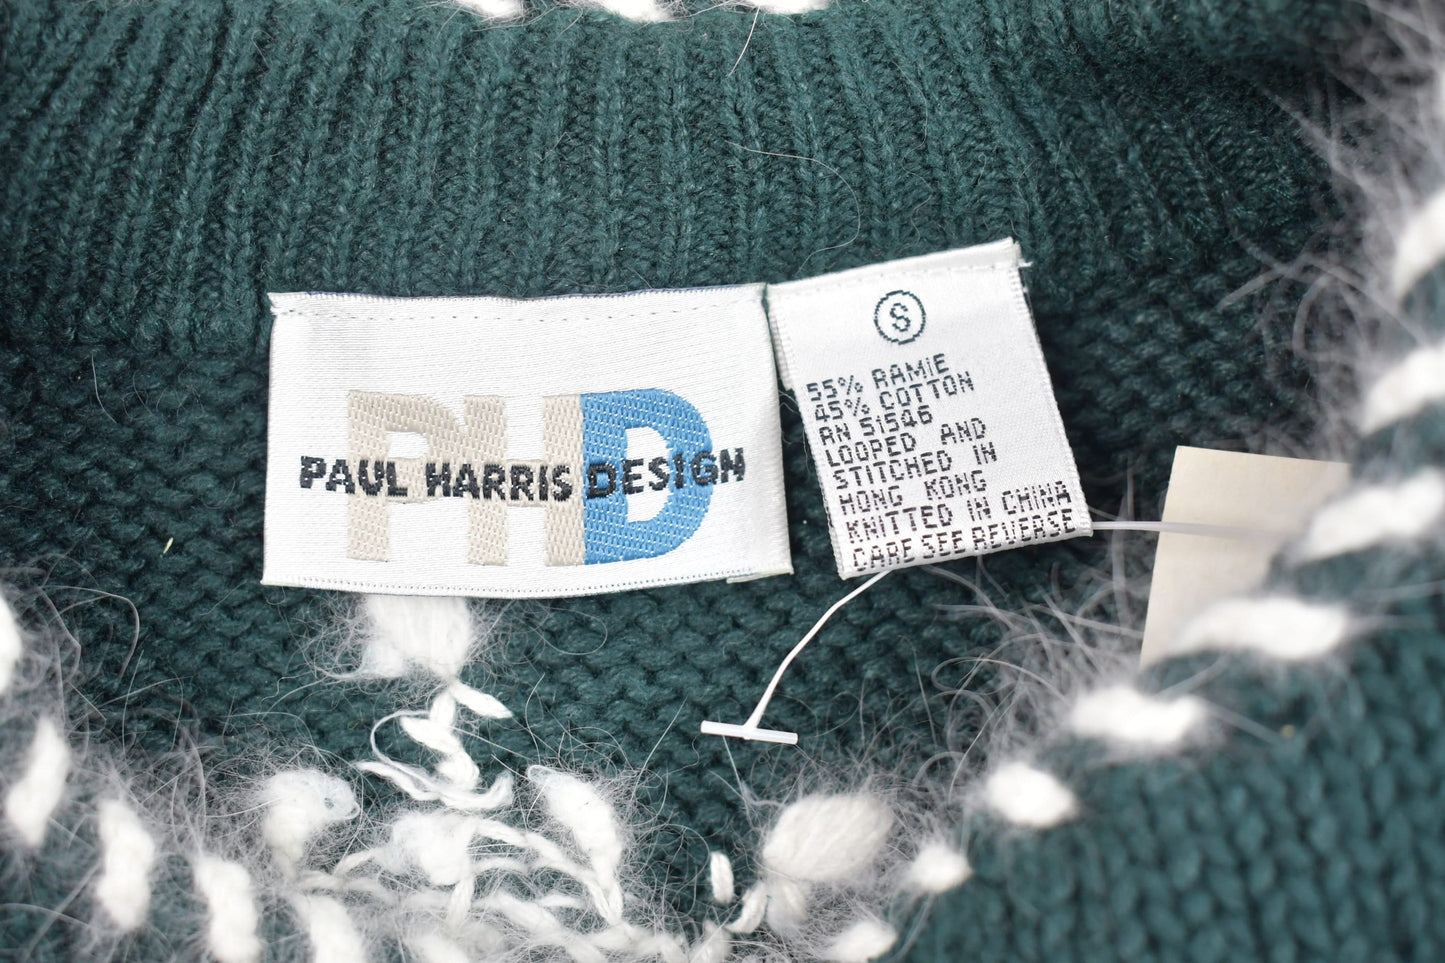 PHD
PAUL HARRIS DESIGN
S
55% RAMIE
45% COTTON
RN 51546
LOOPED AND
STITCHED IN
HONG KONG
KNITTED IN CHINA
CARE SEE REVERSE